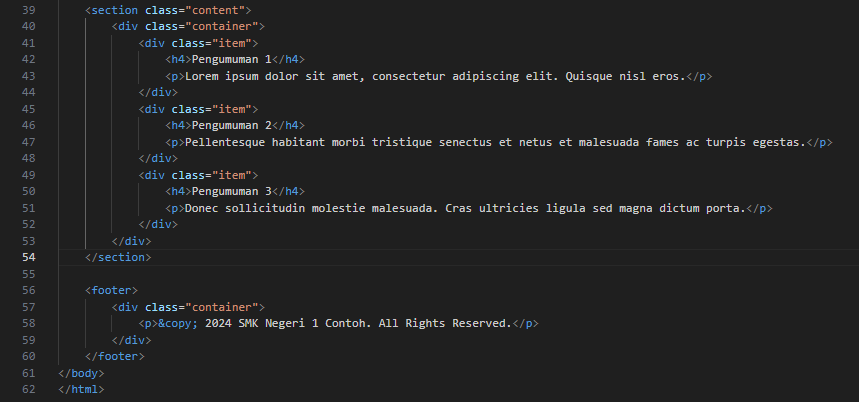 39 <section class="content">
40 <div class="container">
41 <div class="item">
42 <h4>Pengumuman 1</h4>
43 <p>Lorem ipsum dolor sit amet, consectetur adipiscing elit. Quisque nisl eros.</p>
44 </div>
45 <div class="item">
46 <h4>Pengumuman 2</h4>
47 <p>Pellentesque habitant morbi tristique senectus et netus et malesuada fames ac turpis egestas.</p>
48 </div>
49 <div class="item">
50 <h4>Pengumuman 3</h4>
51 <p>Donec sollicitudin molestie malesuada. Cras ultricies ligula sed magna dictum porta.</p>
52 </div>
53 </div>
54 </section>
55
56 <footer>
57 <div class="container">
58 <p>&copy; 2024 SMK Negeri 1 Contoh. All Rights Reserved.</p>
59 </div>
60 </footer>
61 </body>
62 </html>